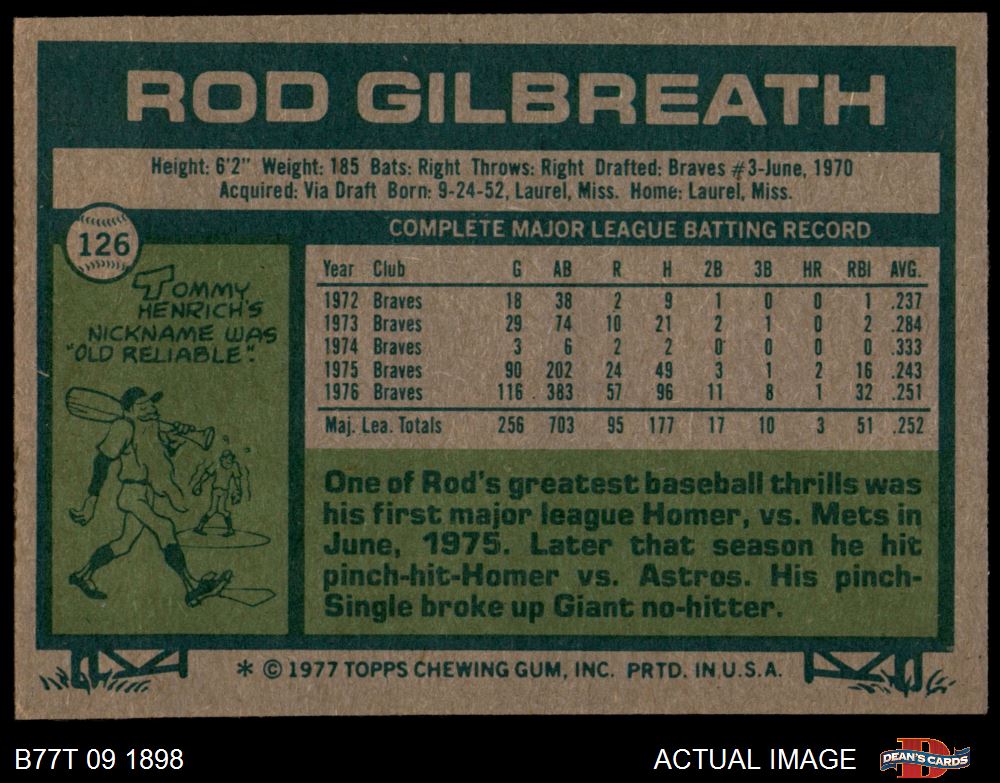 ROD GILBREATH
Height: 6'2" Weight: 185 Bats: Right Throws: Right Drafted: Braves #3-June, 1970
Acquired: Via Draft Born: 9-24-52, Laurel, Miss. Home: Laurel, Miss.
126
TOMMY
HENRICH'S
NICKNAME WAS
"OLD RELIABLE".
COMPLETE MAJOR LEAGUE BATTING RECORD
Year Club G AB R H 2B 3B HR RBI AVG.
1972 Braves 18 38 2 9 1 0 0 1 .237
1973 Braves 29 74 10 21 2 1 0 2 .284
1974 Braves 3 6 2 2 0 0 0 0 .333
1975 Braves 90 202 24 49 3 1 2 16 .243
1976 Braves 116 383 57 96 11 8 1 32 .251
Maj. Lea. Totals 256 703 95 177 17 10 3 51 .252
One of Rod's greatest baseball thrills was
his first major league Homer, vs. Mets in
June, 1975. Later that season he hit
pinch-hit-Homer vs. Astros. His pinch-
Single broke up Giant no-hitter.
* © 1977 TOPPS CHEWING GUM, INC. PRTD. IN U.S.A.
B77T 09 1898
ACTUAL IMAGE
D
DEAN'S CARDS